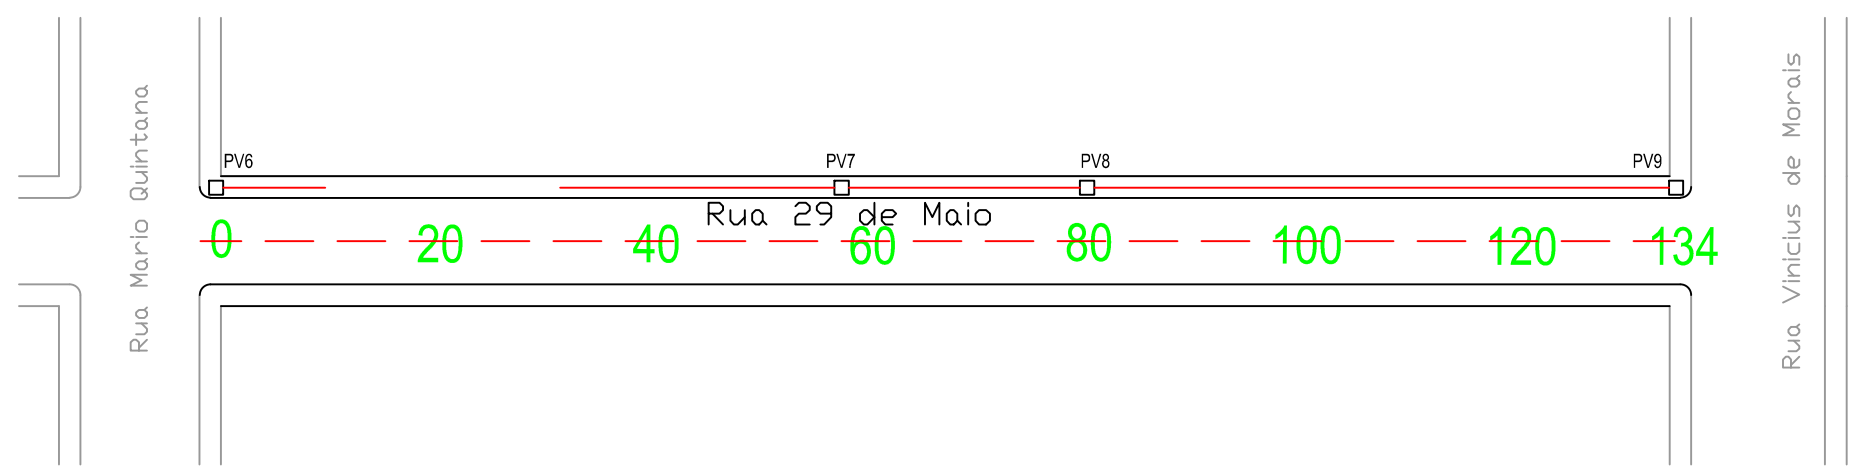 Rua Mario Quintana
PV6 PV7 PV8 PV9
Rua 29 de Maio
0 20 40 60 80 100 120 134
Rua Vinicius de Morais